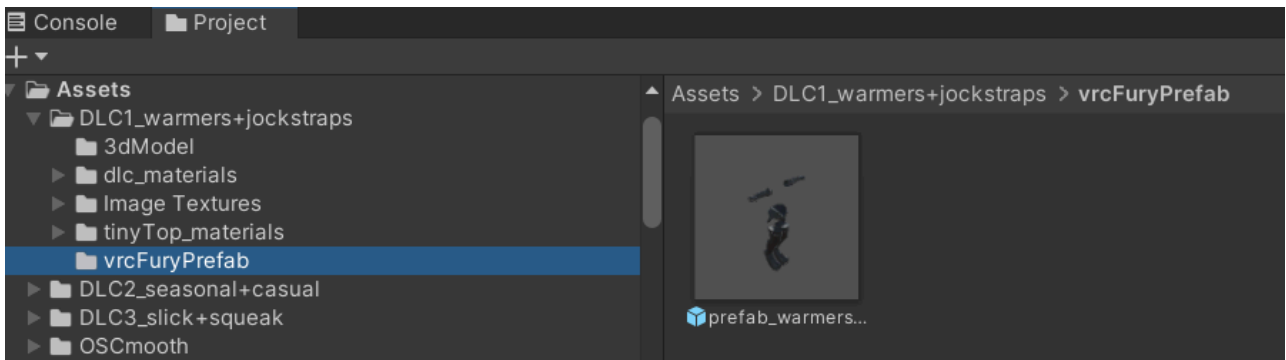 Console Project
Assets
DLC1_warmers+jockstraps
3dModel
dlc_materials
Image Textures
tinyTop_materials
vrcFuryPrefab
DLC2_seasonal+casual
DLC3_slick+squeak
OSCmooth
Assets > DLC1_warmers+jockstraps > vrcFuryPrefab
prefab_warmers...